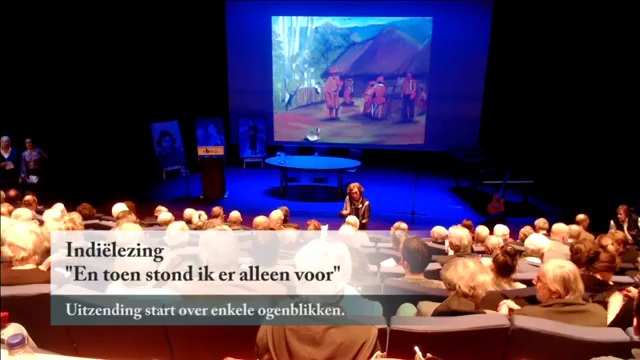 Indiëlezing
"En toen stond ik er alleen voor"
Uitzending start over enkele ogenblikken.